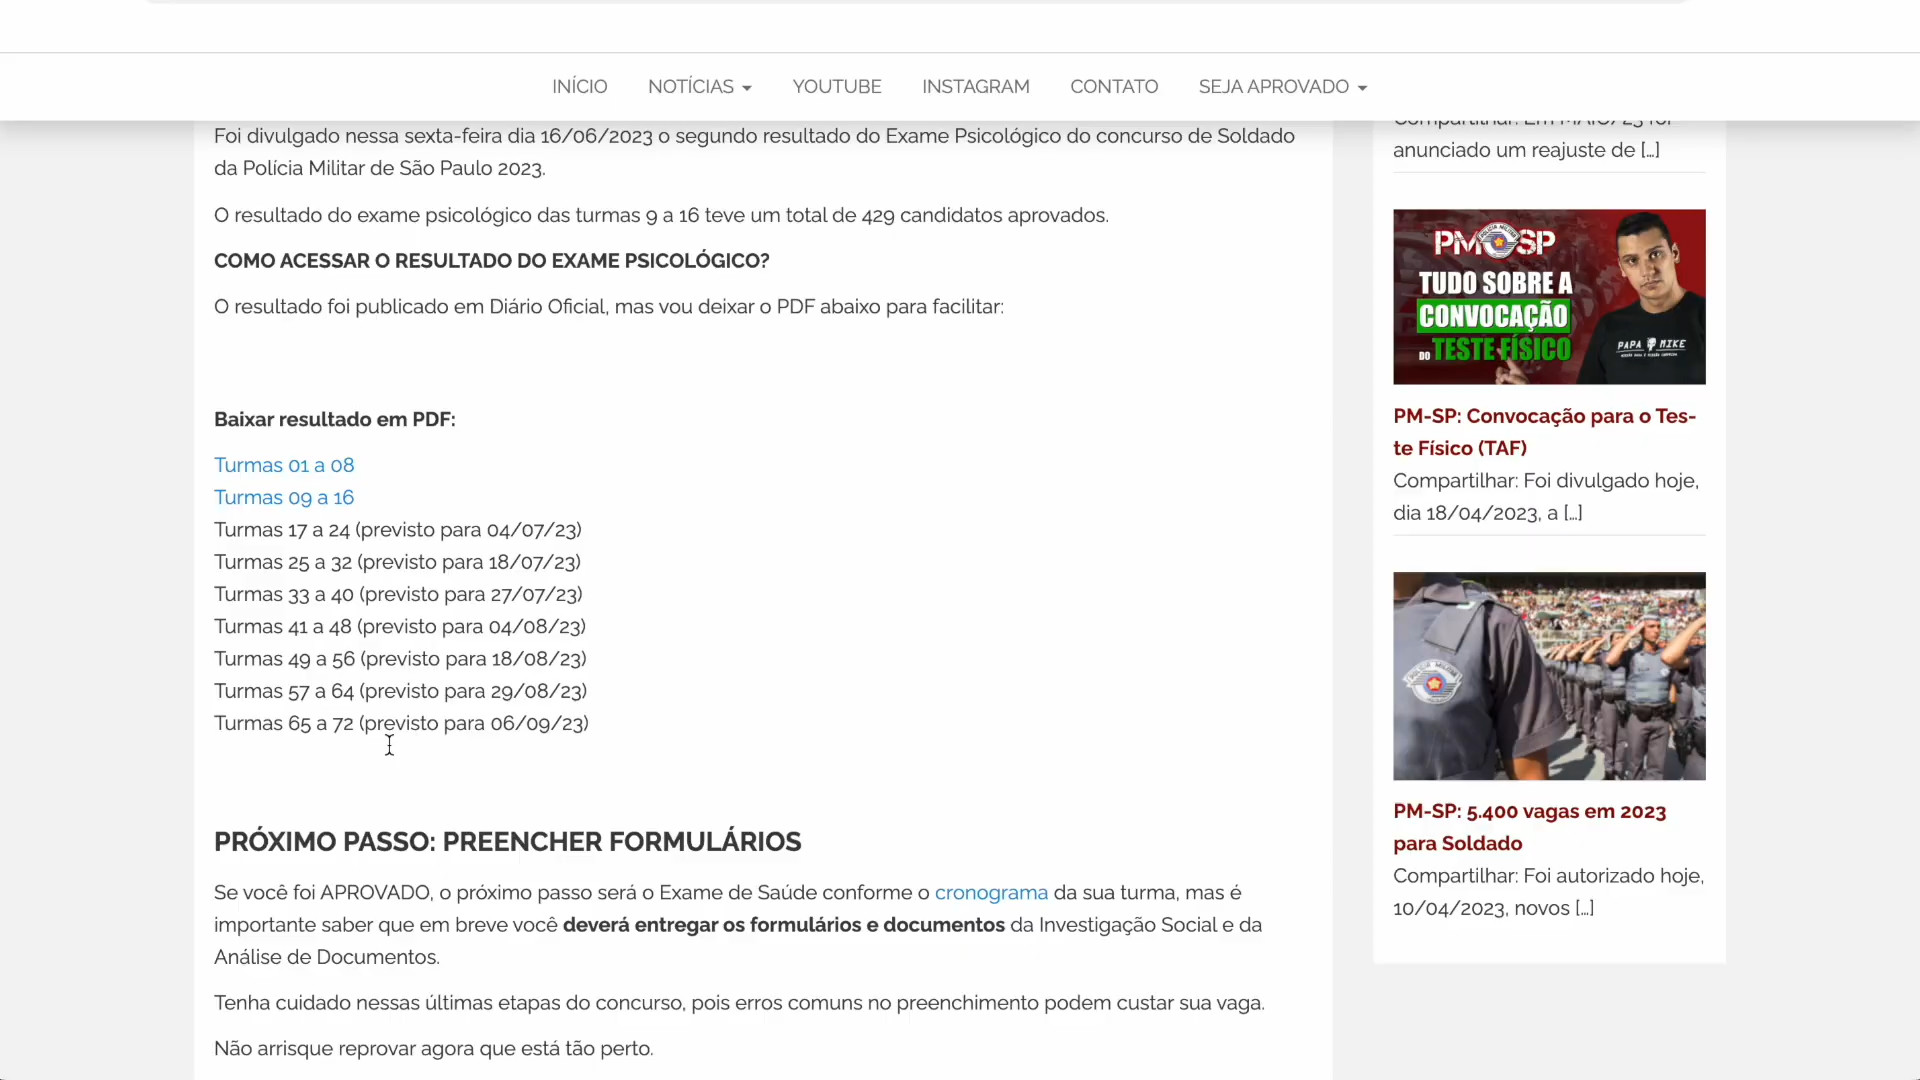 INÍCIO NOTÍCIAS YOUTUBE INSTAGRAM CONTATO SEJA APROVADO
Foi divulgado nessa sexta-feira dia 16/06/2023 o segundo resultado do Exame Psicológico do concurso de Soldado
da Polícia Militar de São Paulo 2023.
O resultado do exame psicológico das turmas 9 a 16 teve um total de 429 candidatos aprovados.
COMO ACESSAR O RESULTADO DO EXAME PSICOLÓGICO?
O resultado foi publicado em Diário Oficial, mas vou deixar o PDF abaixo para facilitar:
Baixar resultado em PDF:
Turmas 01 a 08
Turmas 09 a 16
Turmas 17 a 24 (previsto para 04/07/23)
Turmas 25 a 32 (previsto para 18/07/23)
Turmas 33 a 40 (previsto para 27/07/23)
Turmas 41 a 48 (previsto para 04/08/23)
Turmas 49 a 56 (previsto para 18/08/23)
Turmas 57 a 64 (previsto para 29/08/23)
Turmas 65 a 72 (previsto para 06/09/23)
PRÓXIMO PASSO: PREENCHER FORMULÁRIOS
Se você foi APROVADO, o próximo passo será o Exame de Saúde conforme o cronograma da sua turma, mas é
importante saber que em breve você deverá entregar os formulários e documentos da Investigação Social e da
Análise de Documentos.
Tenha cuidado nessas últimas etapas do concurso, pois erros comuns no preenchimento podem custar sua vaga.
Não arrisque reprovar agora que está tão perto.
Compartilhar: Em MAIO/23 foi
anunciado um reajuste de [...]
PM SP
TUDO SOBRE A
CONVOCAÇÃO
DO TESTE FÍSICO
PAPA MIKE
PM-SP: Convocação para o Tes-
te Físico (TAF)
Compartilhar: Foi divulgado hoje,
dia 18/04/2023, a [...]
PM-SP: 5.400 vagas em 2023
para Soldado
Compartilhar: Foi autorizado hoje,
10/04/2023, novos [...]